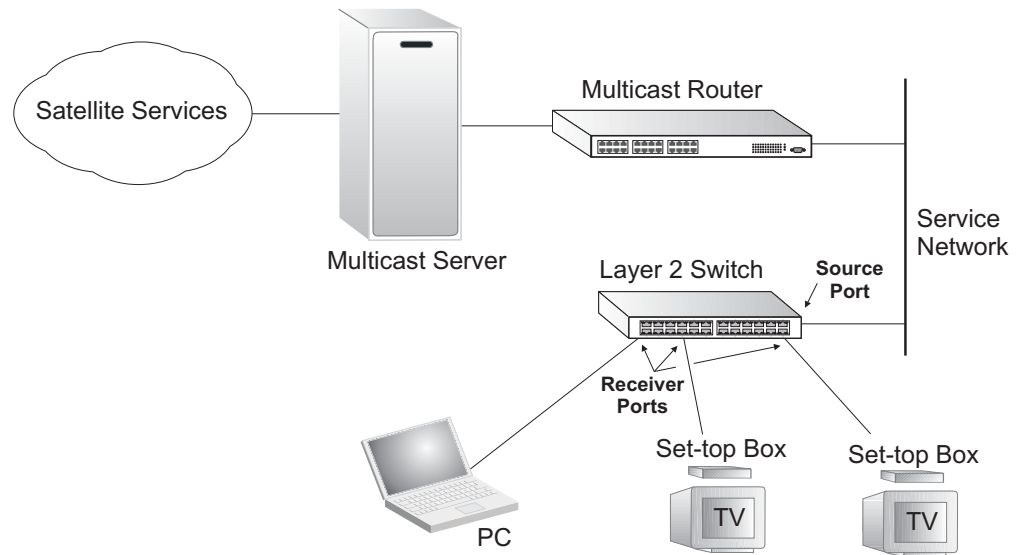 Satellite Services
Multicast Router
Multicast Server
Service
Network
Layer 2 Switch
Source
Port
Receiver
Ports
Set-top Box
Set-top Box
PC
TV
TV